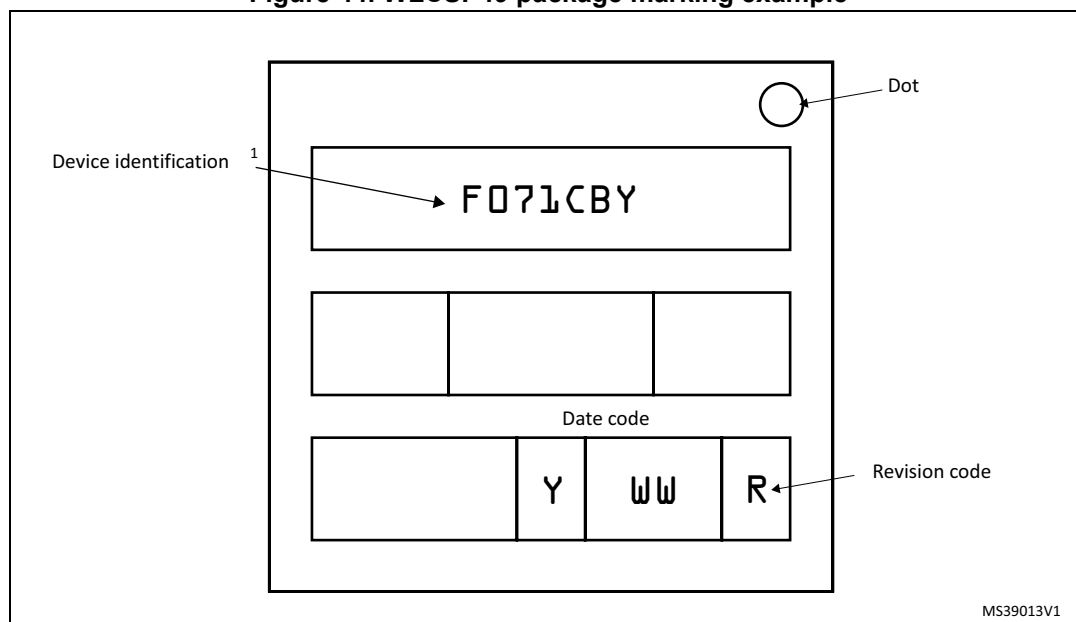 Dot
Device identification 1
F071CBY
Date code
Y WW R
Revision code
MS39013V1